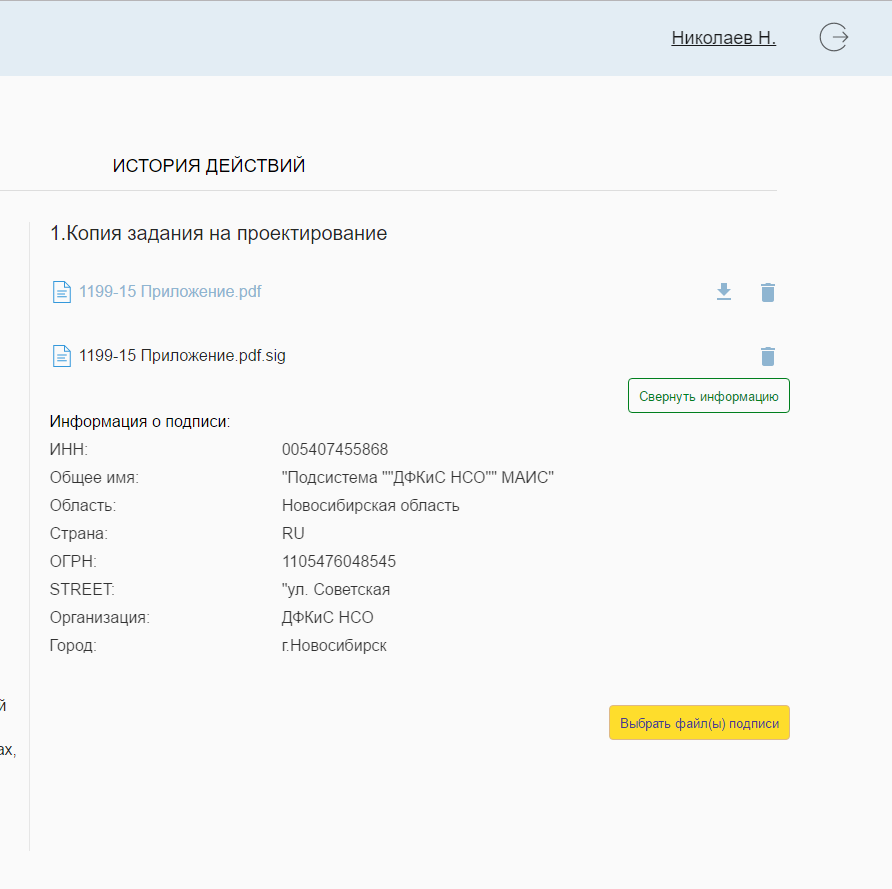 Николаев Н.
ИСТОРИЯ ДЕЙСТВИЙ
1.Копия задания на проектирование
1199-15 Приложение.pdf
1199-15 Приложение.pdf.sig
Свернуть информацию
Информация о подписи:
ИНН: 005407455868
Общее имя: "Подсистема ""ДФКиС НСО"" МАИС"
Область: Новосибирская область
Страна: RU
ОГРН: 1105476048545
STREET: "ул. Советская
Организация: ДФКиС НСО
Город: г.Новосибирск
й
Выбрать файл(ы) подписи
ах,